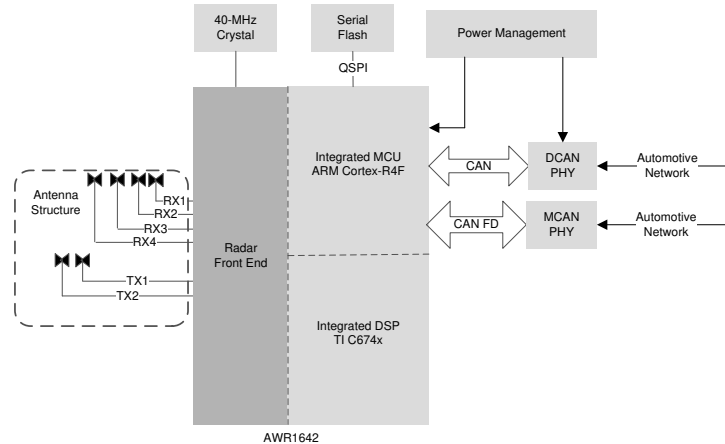 40-MHz
Crystal
Serial
Flash
Power Management
QSPI
Integrated MCU
ARM Cortex-R4F
CAN
DCAN
PHY
Automotive
Network
CAN FD
MCAN
PHY
Automotive
Network
Antenna
Structure
RX1
RX2
RX3
RX4
TX1
TX2
Radar
Front End
Integrated DSP
TI C674x
AWR1642